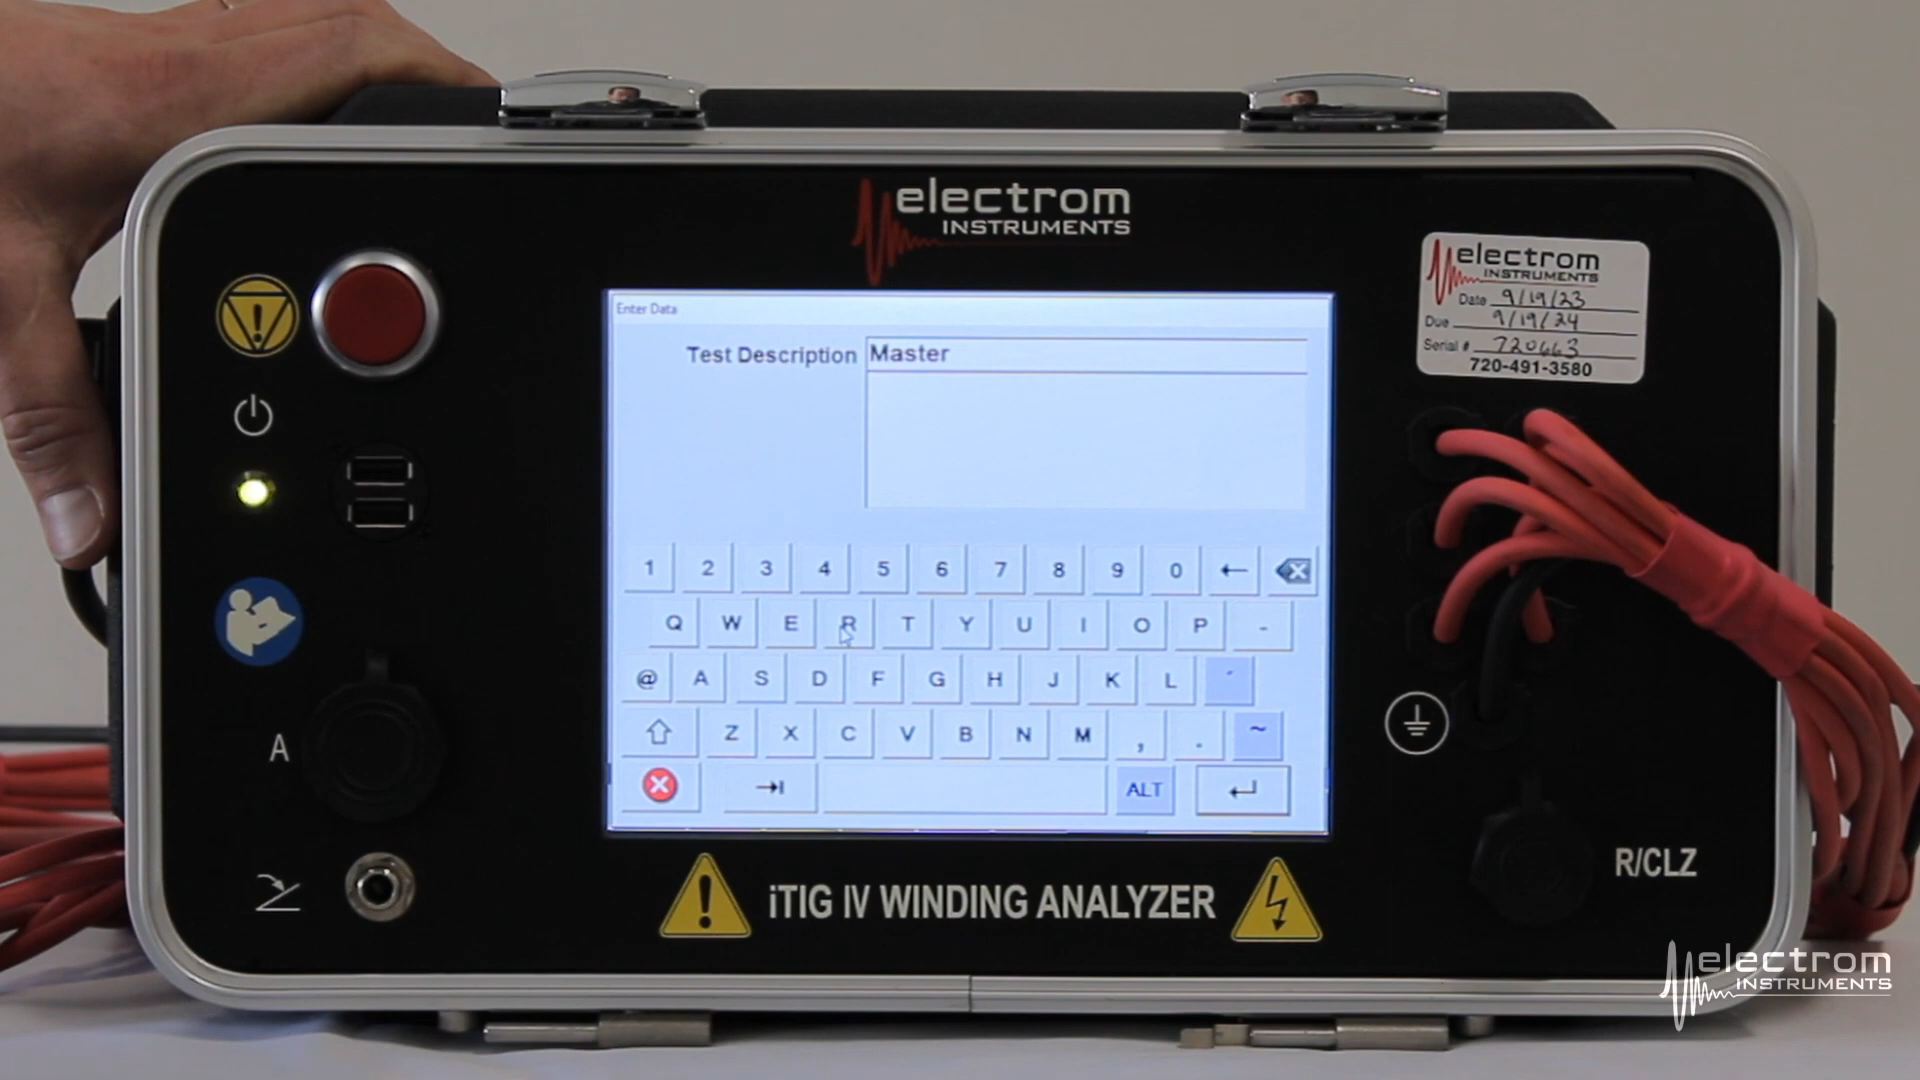 electrom
INSTRUMENTS
electrom
INSTRUMENTS
Date 9/19/23
Due 9/19/24
Serial # 720663
720-491-3580
Enter Data
Test Description Master
1 2 3 4 5 6 7 8 9 0 ←
Q W E R T Y U I O P -
@ A S D F G H J K L ´
Z X C V B N M , . ~
ALT
A
R/CLZ
iTIG IV WINDING ANALYZER
electrom
INSTRUMENTS